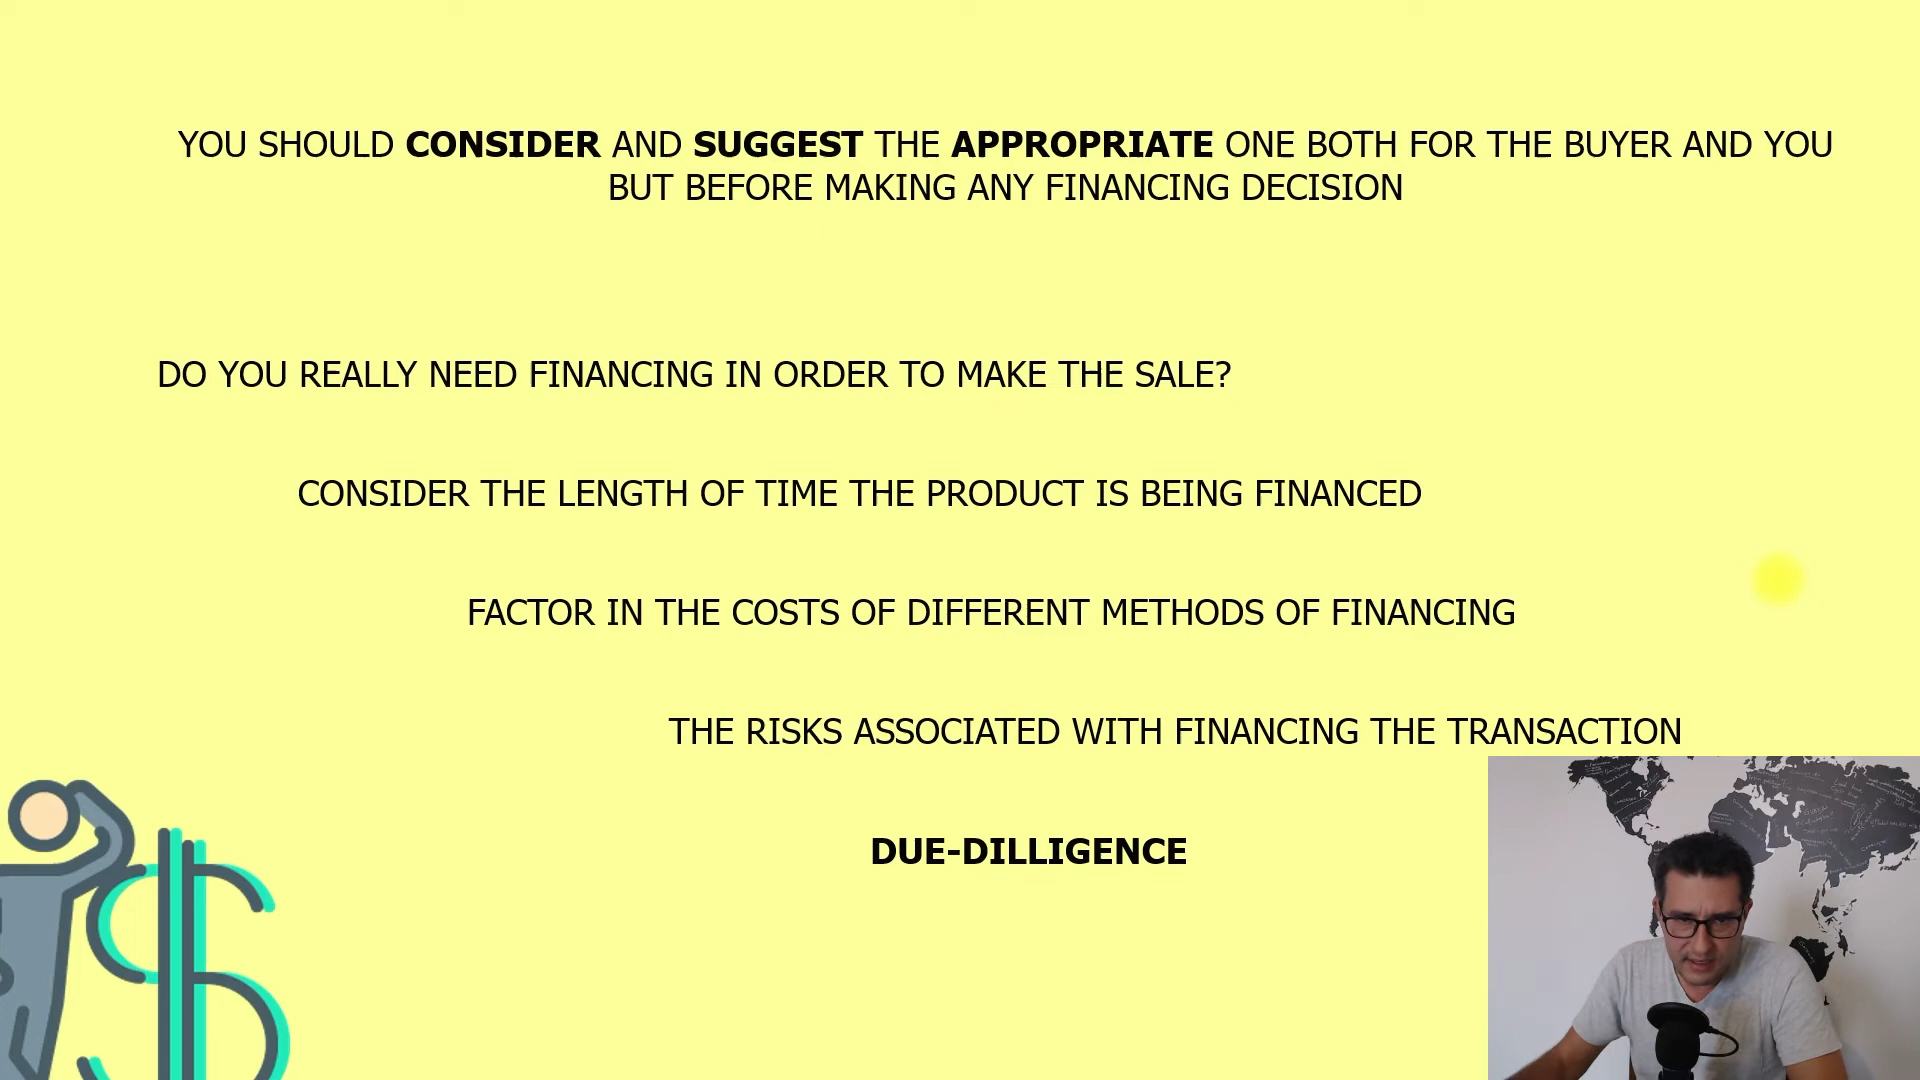 YOU SHOULD CONSIDER AND SUGGEST THE APPROPRIATE ONE BOTH FOR THE BUYER AND YOU
BUT BEFORE MAKING ANY FINANCING DECISION
DO YOU REALLY NEED FINANCING IN ORDER TO MAKE THE SALE?
CONSIDER THE LENGTH OF TIME THE PRODUCT IS BEING FINANCED
FACTOR IN THE COSTS OF DIFFERENT METHODS OF FINANCING
THE RISKS ASSOCIATED WITH FINANCING THE TRANSACTION
DUE-DILLIGENCE